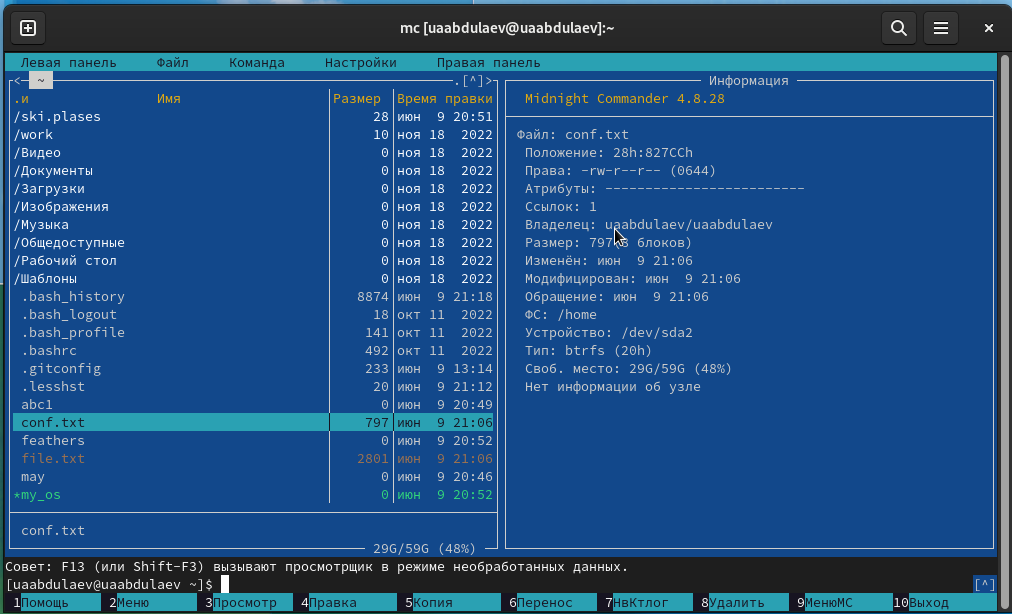 mc [uaabdulaev@uaabdulaev]:~
Левая панель Файл Команда Настройки Правая панель
<─ ~ .[^]>
.и Имя Размер Время правки
/ski.plases 28 июн 9 20:51
/work 10 ноя 18 2022
/Видео 0 ноя 18 2022
/Документы 0 ноя 18 2022
/Загрузки 0 ноя 18 2022
/Изображения 0 ноя 18 2022
/Музыка 0 ноя 18 2022
/Общедоступные 0 ноя 18 2022
/Рабочий стол 0 ноя 18 2022
/Шаблоны 0 ноя 18 2022
.bash_history 8874 июн 9 21:18
.bash_logout 18 окт 11 2022
.bash_profile 141 окт 11 2022
.bashrc 492 окт 11 2022
.gitconfig 233 июн 9 13:14
.lesshst 20 июн 9 21:12
abc1 0 июн 9 20:49
conf.txt 797 июн 9 21:06
feathers 0 июн 9 20:52
file.txt 2801 июн 9 21:06
may 0 июн 9 20:46
*my_os 0 июн 9 20:52
conf.txt
29G/59G (48%)
Информация
Midnight Commander 4.8.28
Файл: conf.txt
Положение: 28h:827CCh
Права: -rw-r--r-- (0644)
Атрибуты: -------------------------
Ссылок: 1
Владелец: uaabdulaev/uaabdulaev
Размер: 797 блоков)
Изменён: июн 9 21:06
Модифицирован: июн 9 21:06
Обращение: июн 9 21:06
ФС: /home
Устройство: /dev/sda2
Тип: btrfs (20h)
Своб. место: 29G/59G (48%)
Нет информации об узле
Совет: F13 (или Shift-F3) вызывают просмотрщик в режиме необработанных данных.
[uaabdulaev@uaabdulaev ~]$ [^]
1Помощь 2Меню 3Просмотр 4Правка 5Копия 6Перенос 7НвКтлог 8Удалить 9МенюMC 10Выход